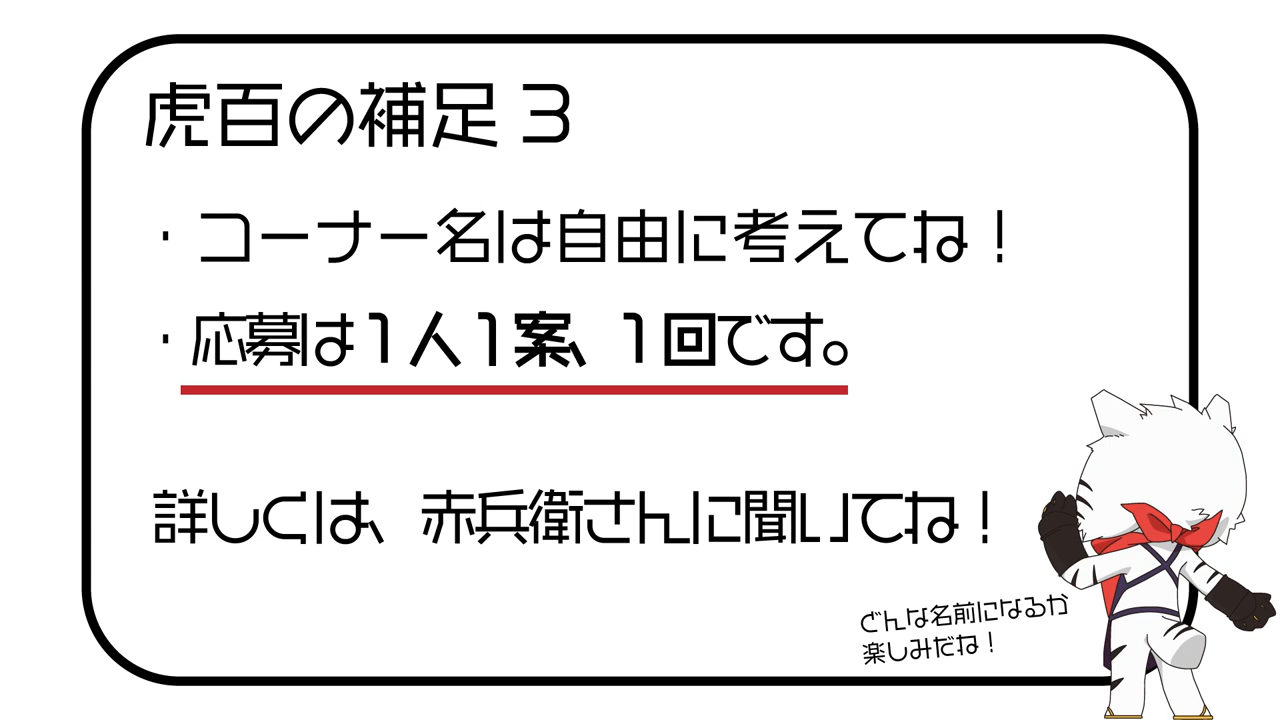 虎百の補足３
・コーナー名は自由に考えてね！
・応募は１人１案、１回です。
詳しくは、赤兵衛さんに聞いてね！
どんな名前になるか
楽しみだね！